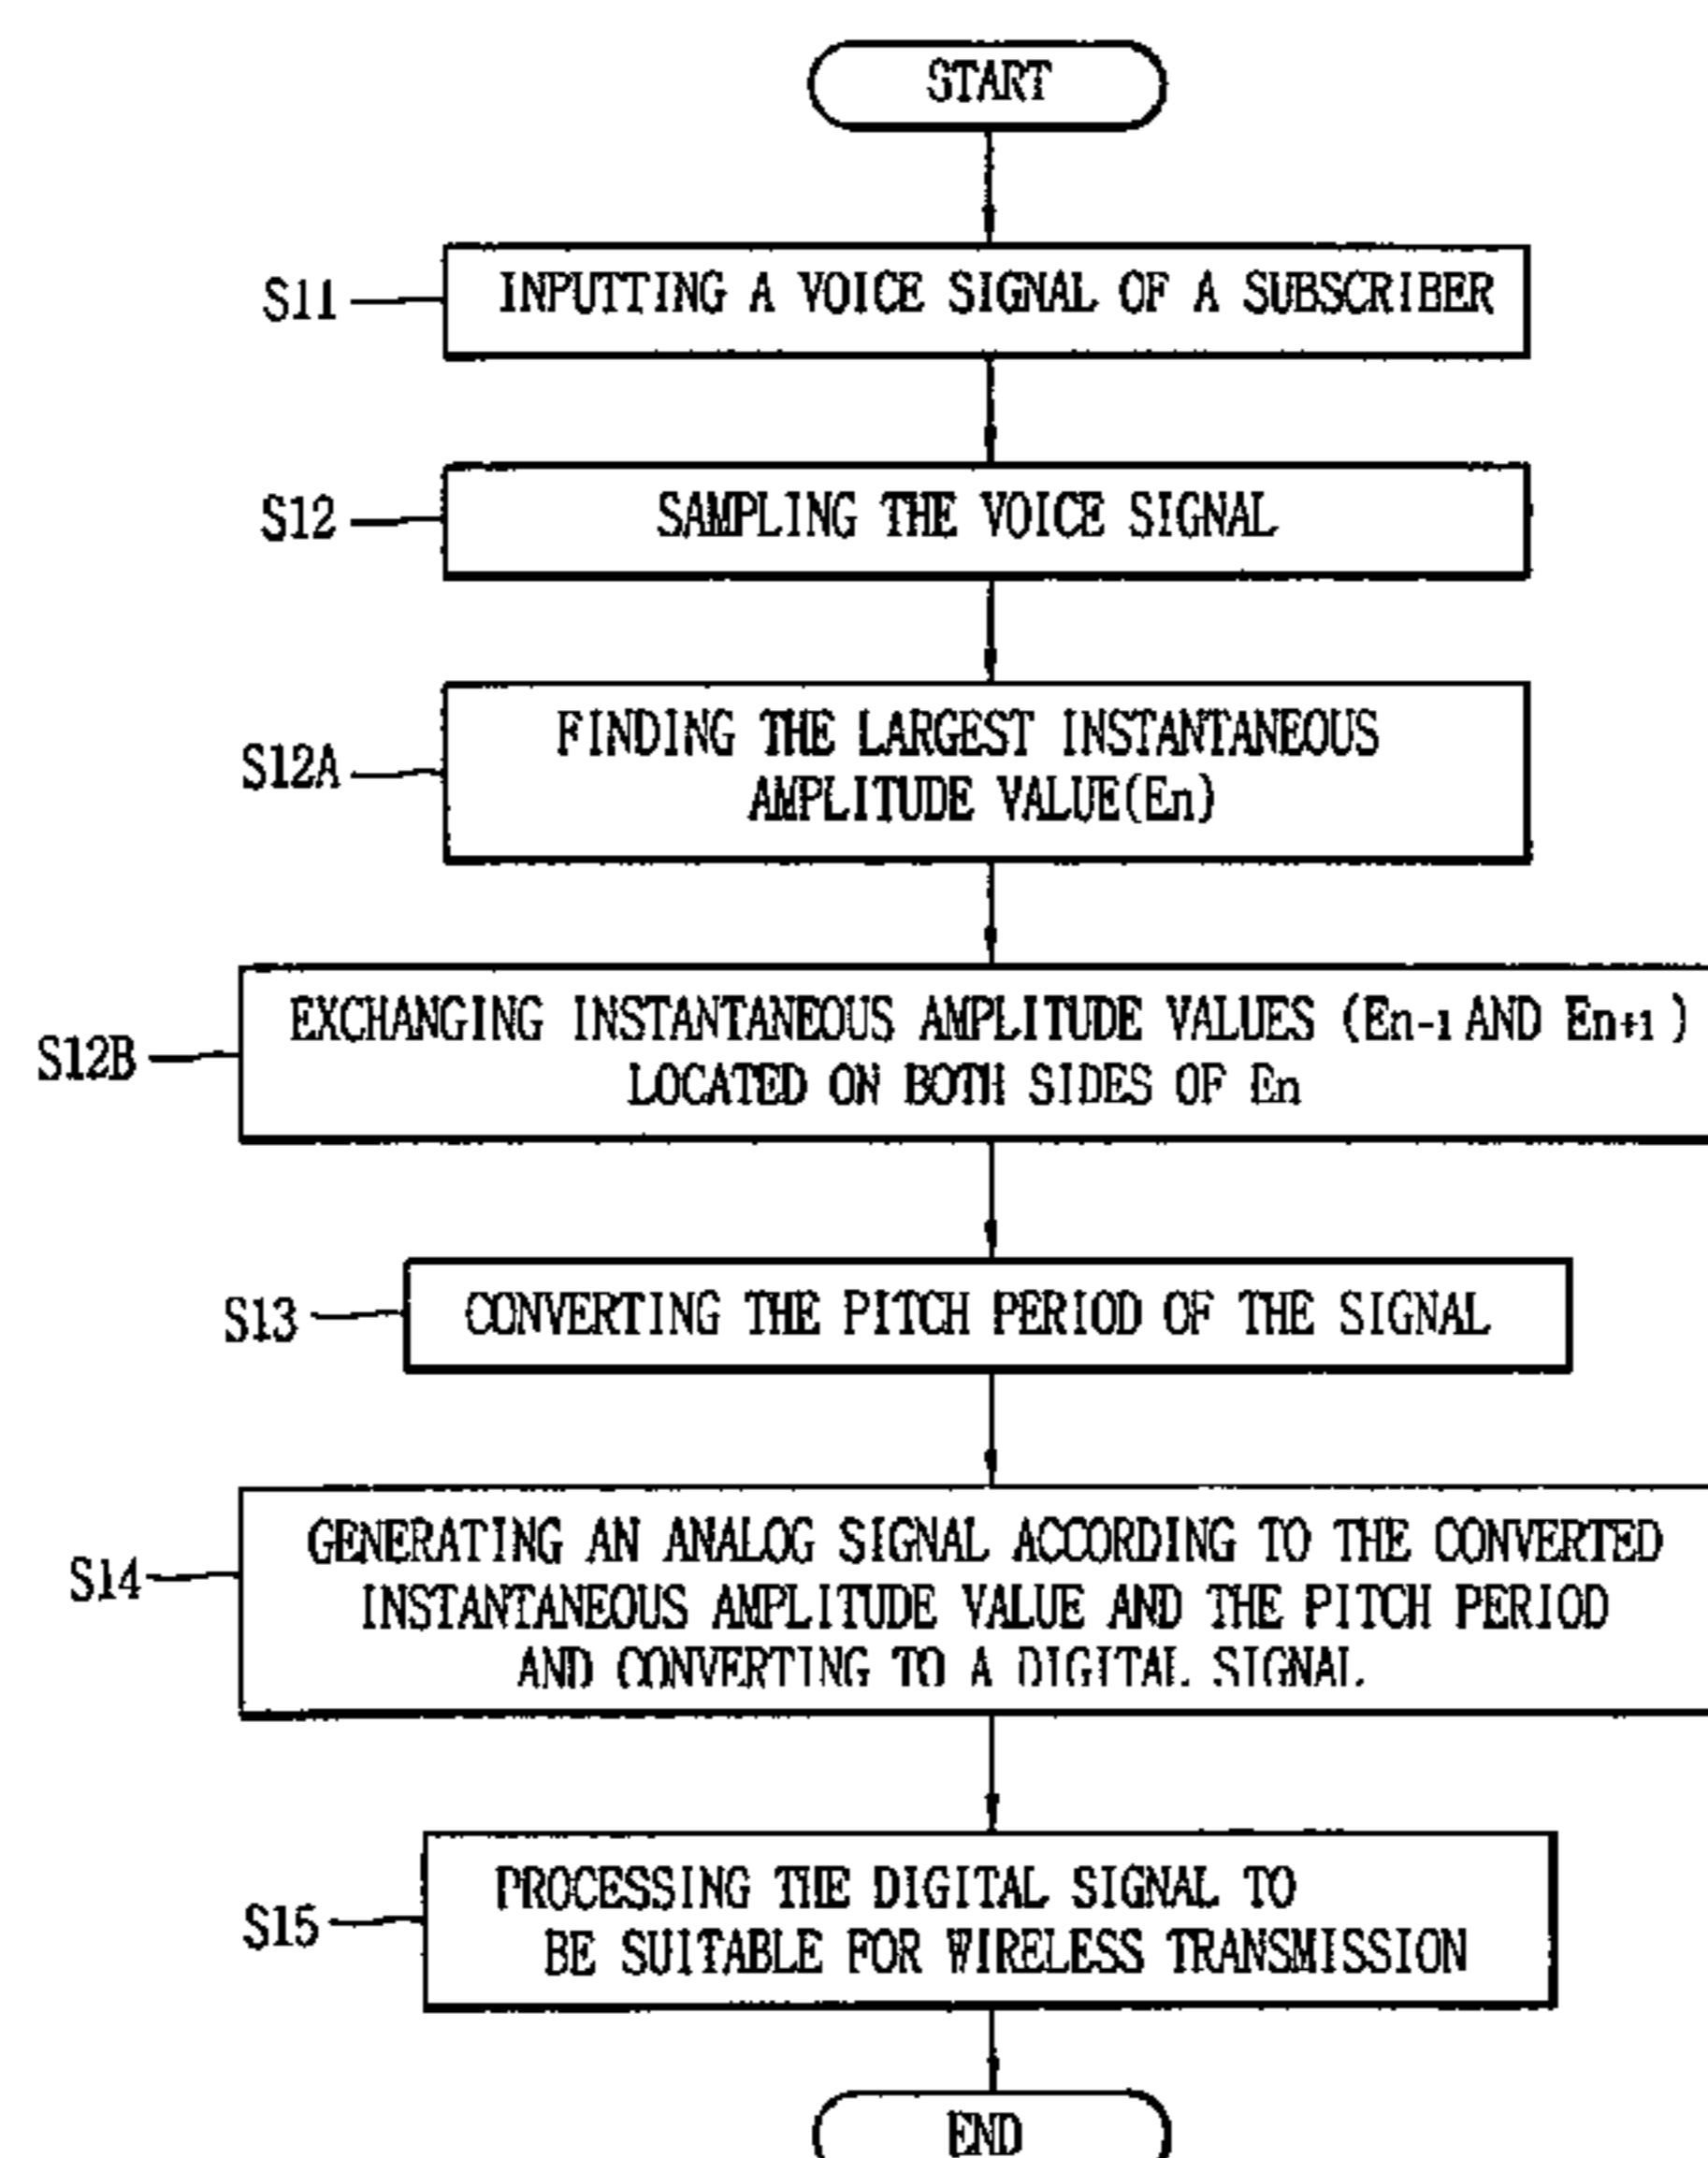 START
S11
INPUTTING A VOICE SIGNAL OF A SUBSCRIBER
S12
SAMPLING THE VOICE SIGNAL
S12A
FINDING THE LARGEST INSTANTANEOUS
AMPLITUDE VALUE(En)
S12B
EXCHANGING INSTANTANEOUS AMPLITUDE VALUES (En-1 AND En+1)
LOCATED ON BOTH SIDES OF En
S13
CONVERTING THE PITCH PERIOD OF THE SIGNAL
S14
GENERATING AN ANALOG SIGNAL ACCORDING TO THE CONVERTED
INSTANTANEOUS AMPLITUDE VALUE AND THE PITCH PERIOD
AND CONVERTING TO A DIGITAL SIGNAL
S15
PROCESSING THE DIGITAL SIGNAL TO
BE SUITABLE FOR WIRELESS TRANSMISSION
END